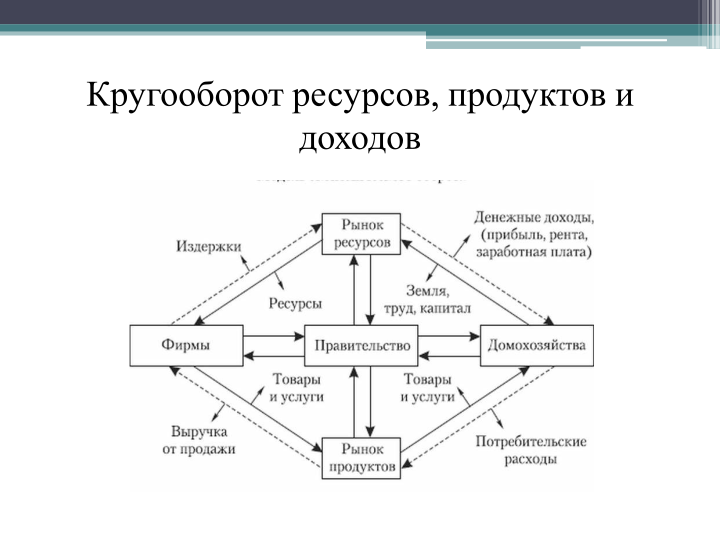 Кругооборот ресурсов, продуктов и
доходов
Рынок
ресурсов
Издержки
Денежные доходы,
(прибыль, рента,
заработная плата)
Ресурсы
Земля,
труд, капитал
Фирмы
Правительство
Домохозяйства
Товары
и услуги
Товары
и услуги
Выручка
от продажи
Рынок
продуктов
Потребительские
расходы